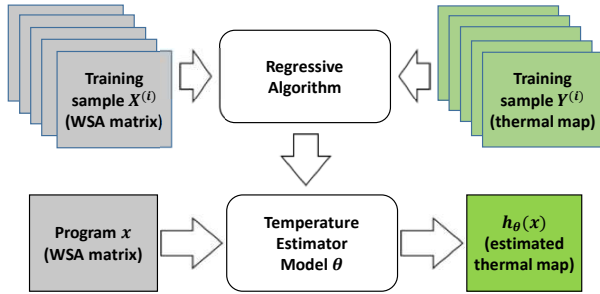 Training
sample X^(i)
(WSA matrix)
Regressive
Algorithm
Training
sample Y^(i)
(thermal map)
Program x
(WSA matrix)
Temperature
Estimator
Model θ
h_θ(x)
(estimated
thermal map)